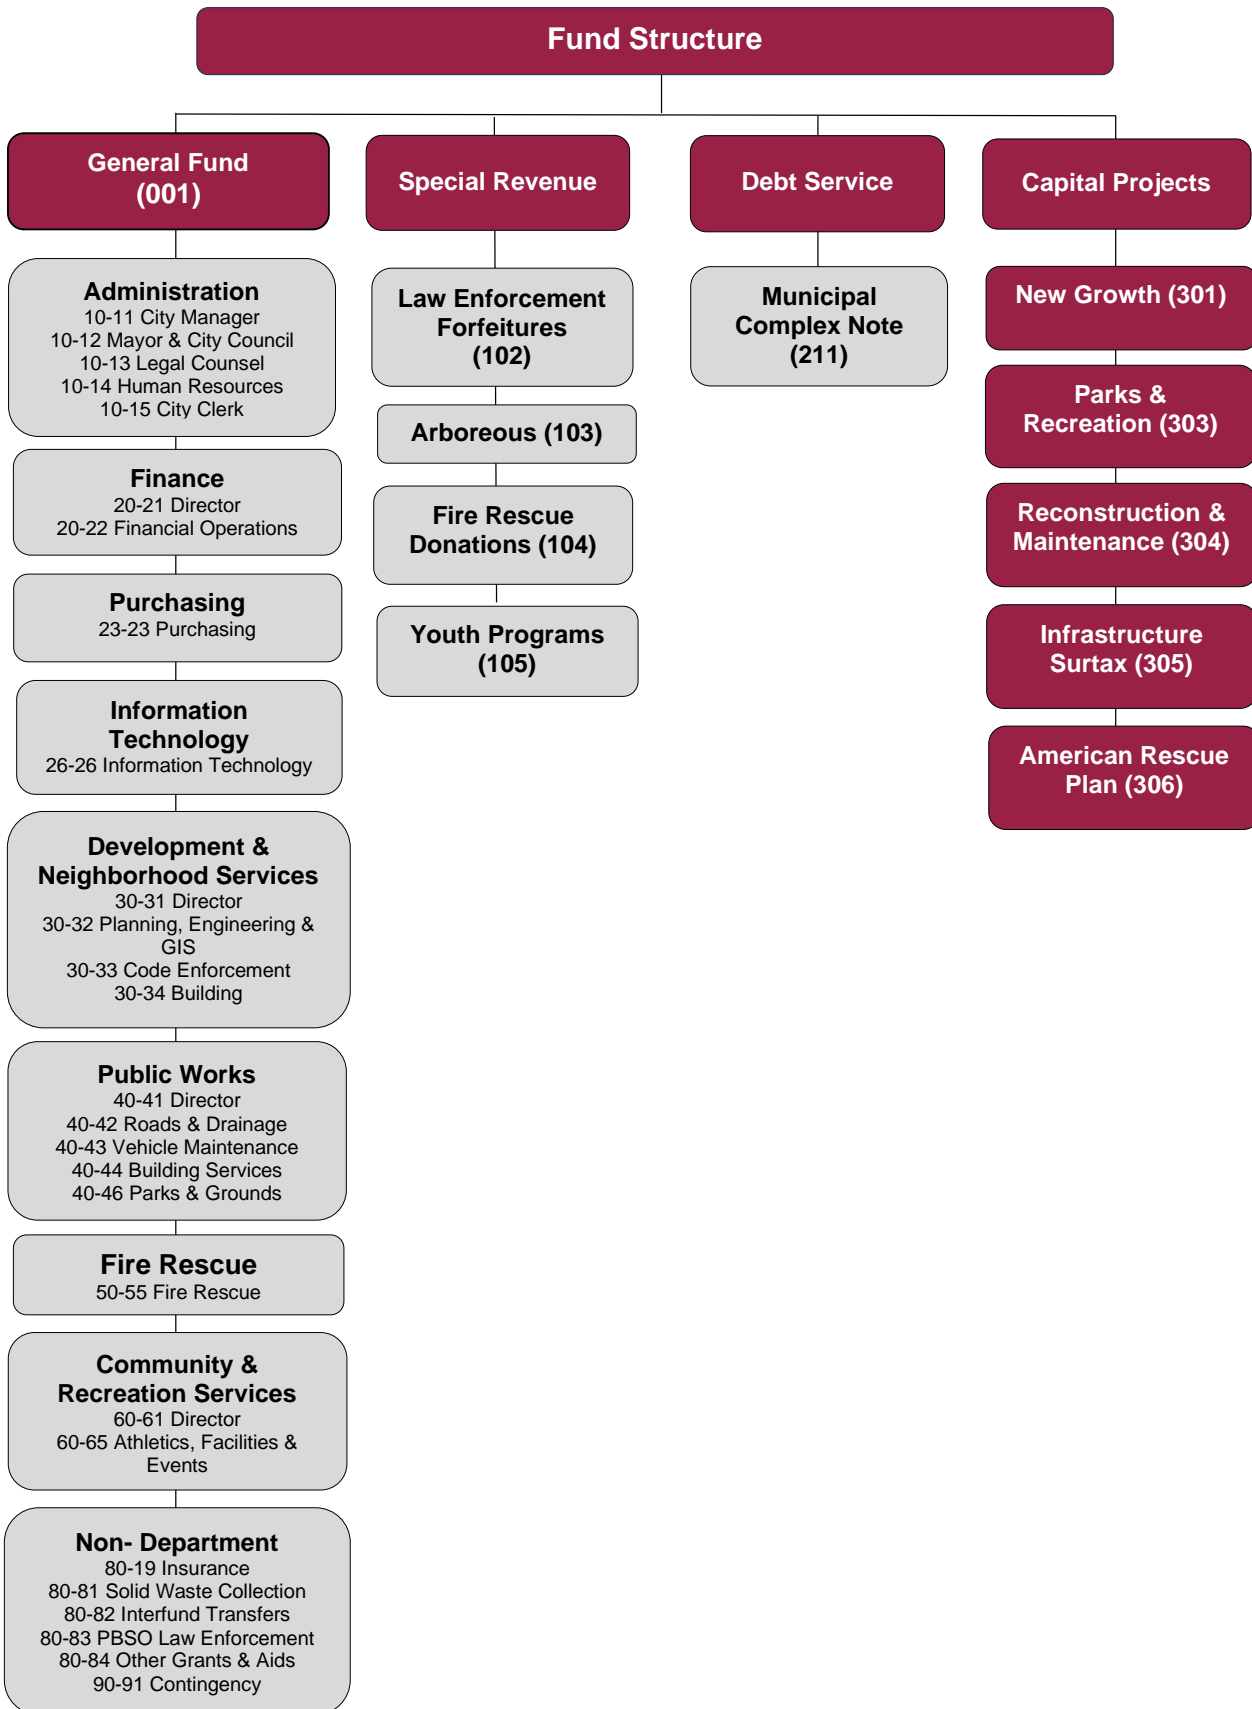 Fund Structure
General Fund
(001)
Administration
10-11 City Manager
10-12 Mayor & City Council
10-13 Legal Counsel
10-14 Human Resources
10-15 City Clerk
Finance
20-21 Director
20-22 Financial Operations
Purchasing
23-23 Purchasing
Information
Technology
26-26 Information Technology
Development &
Neighborhood Services
30-31 Director
30-32 Planning, Engineering &
GIS
30-33 Code Enforcement
30-34 Building
Public Works
40-41 Director
40-42 Roads & Drainage
40-43 Vehicle Maintenance
40-44 Building Services
40-46 Parks & Grounds
Fire Rescue
50-55 Fire Rescue
Community &
Recreation Services
60-61 Director
60-65 Athletics, Facilities &
Events
Non- Department
80-19 Insurance
80-81 Solid Waste Collection
80-82 Interfund Transfers
80-83 PBSO Law Enforcement
80-84 Other Grants & Aids
90-91 Contingency
Special Revenue
Law Enforcement
Forfeitures
(102)
Arboreous (103)
Fire Rescue
Donations (104)
Youth Programs
(105)
Debt Service
Municipal
Complex Note
(211)
Capital Projects
New Growth (301)
Parks &
Recreation (303)
Reconstruction &
Maintenance (304)
Infrastructure
Surtax (305)
American Rescue
Plan (306)